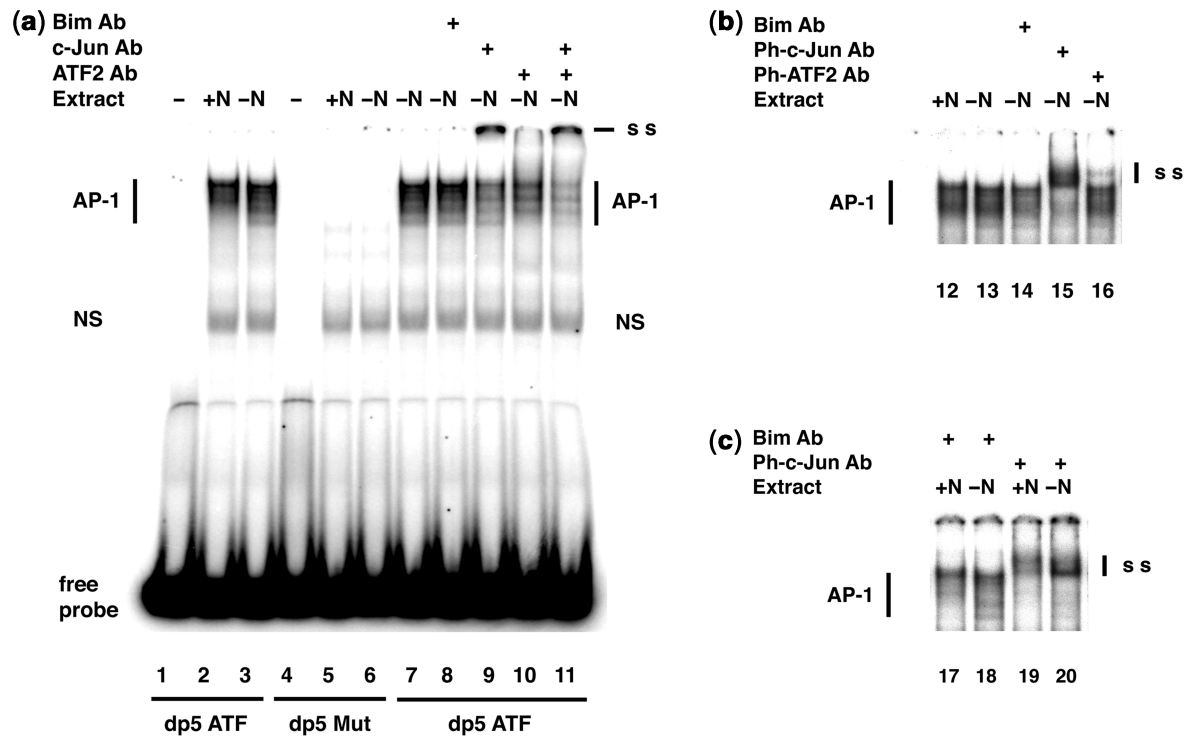 (a)
Bim Ab +
c-Jun Ab + +
ATF2 Ab + +
Extract – +N –N – +N –N –N –N –N –N –N
s s
AP-1 AP-1
NS NS
free
probe
1 2 3 4 5 6 7 8 9 10 11
dp5 ATF dp5 Mut dp5 ATF
(b)
Bim Ab +
Ph-c-Jun Ab +
Ph-ATF2 Ab +
Extract +N –N –N –N –N
s s
AP-1
12 13 14 15 16
(c)
Bim Ab + +
Ph-c-Jun Ab + +
Extract +N –N +N –N
s s
AP-1
17 18 19 20